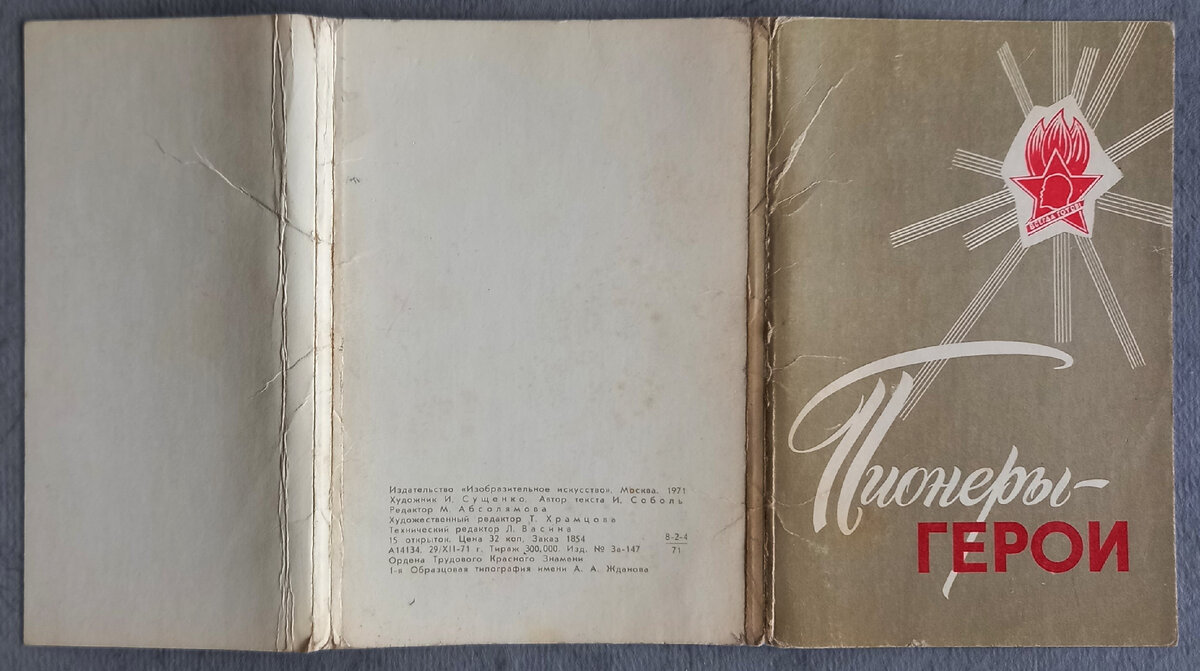 Издательство «Изобразительное искусство», Москва, 1971
Художник И. Сущенко. Автор текста И. Соболь
Редактор М. Абсолямова
Художественный редактор Т. Храмцова
Технический редактор Л. Васина
15 открыток. Цена 32 коп. Заказ 1854
А14134. 29/XII-71 г. Тираж 300.000. Изд. № 3а-147
8-2-4
71
Ордена Трудового Красного Знамени
1-я Образцовая типография имени А. А. Жданова
ВСЕГДА ГОТОВ!
Пионеры-
ГЕРОИ